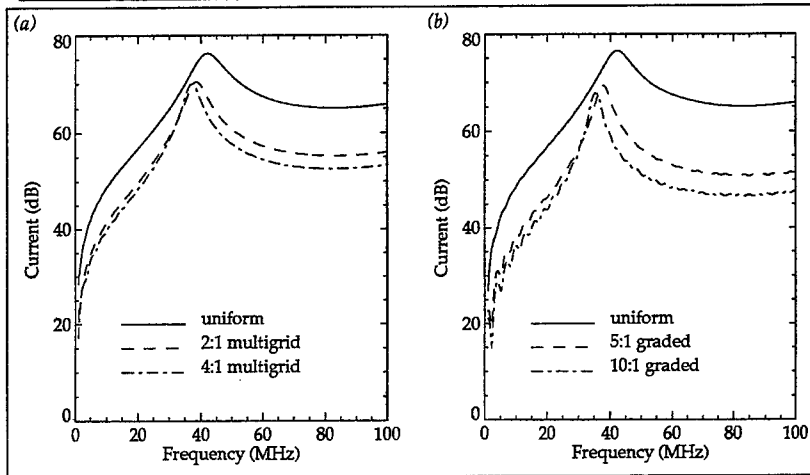 (a)
80
60
40
20
0
Current (dB)
uniform
2:1 multigrid
4:1 multigrid
0 20 40 60 80 100
Frequency (MHz)
(b)
80
60
40
20
0
Current (dB)
uniform
5:1 graded
10:1 graded
0 20 40 60 80 100
Frequency (MHz)